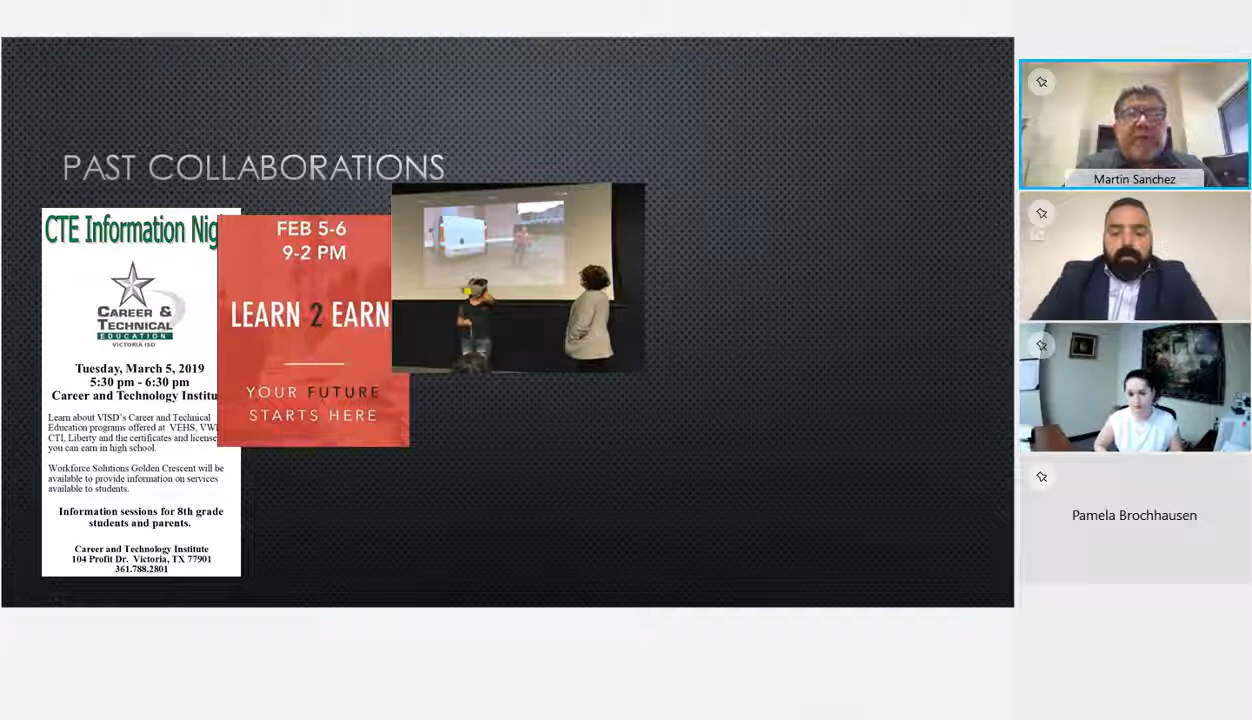 PAST COLLABORATIONS
CTE Information Nig
CAREER &
TECHNICAL
EDUCATION
VICTORIA ISD
Tuesday, March 5, 2019
5:30 pm - 6:30 pm
Career and Technology Institu
Learn about VISD's Career and Technical
Education programs offered at VEHS, VW
CTI, Liberty and the certificates and license
you can earn in high school.
Workforce Solutions Golden Crescent will be
available to provide information on services
available to students.
Information sessions for 8th grade
students and parents.
Career and Technology Institute
104 Profit Dr. Victoria, TX 77901
361.788.2801
FEB 5-6
9-2 PM
LEARN 2 EARN
YOUR FUTURE
STARTS HERE
Martin Sanchez
Pamela Brochhausen